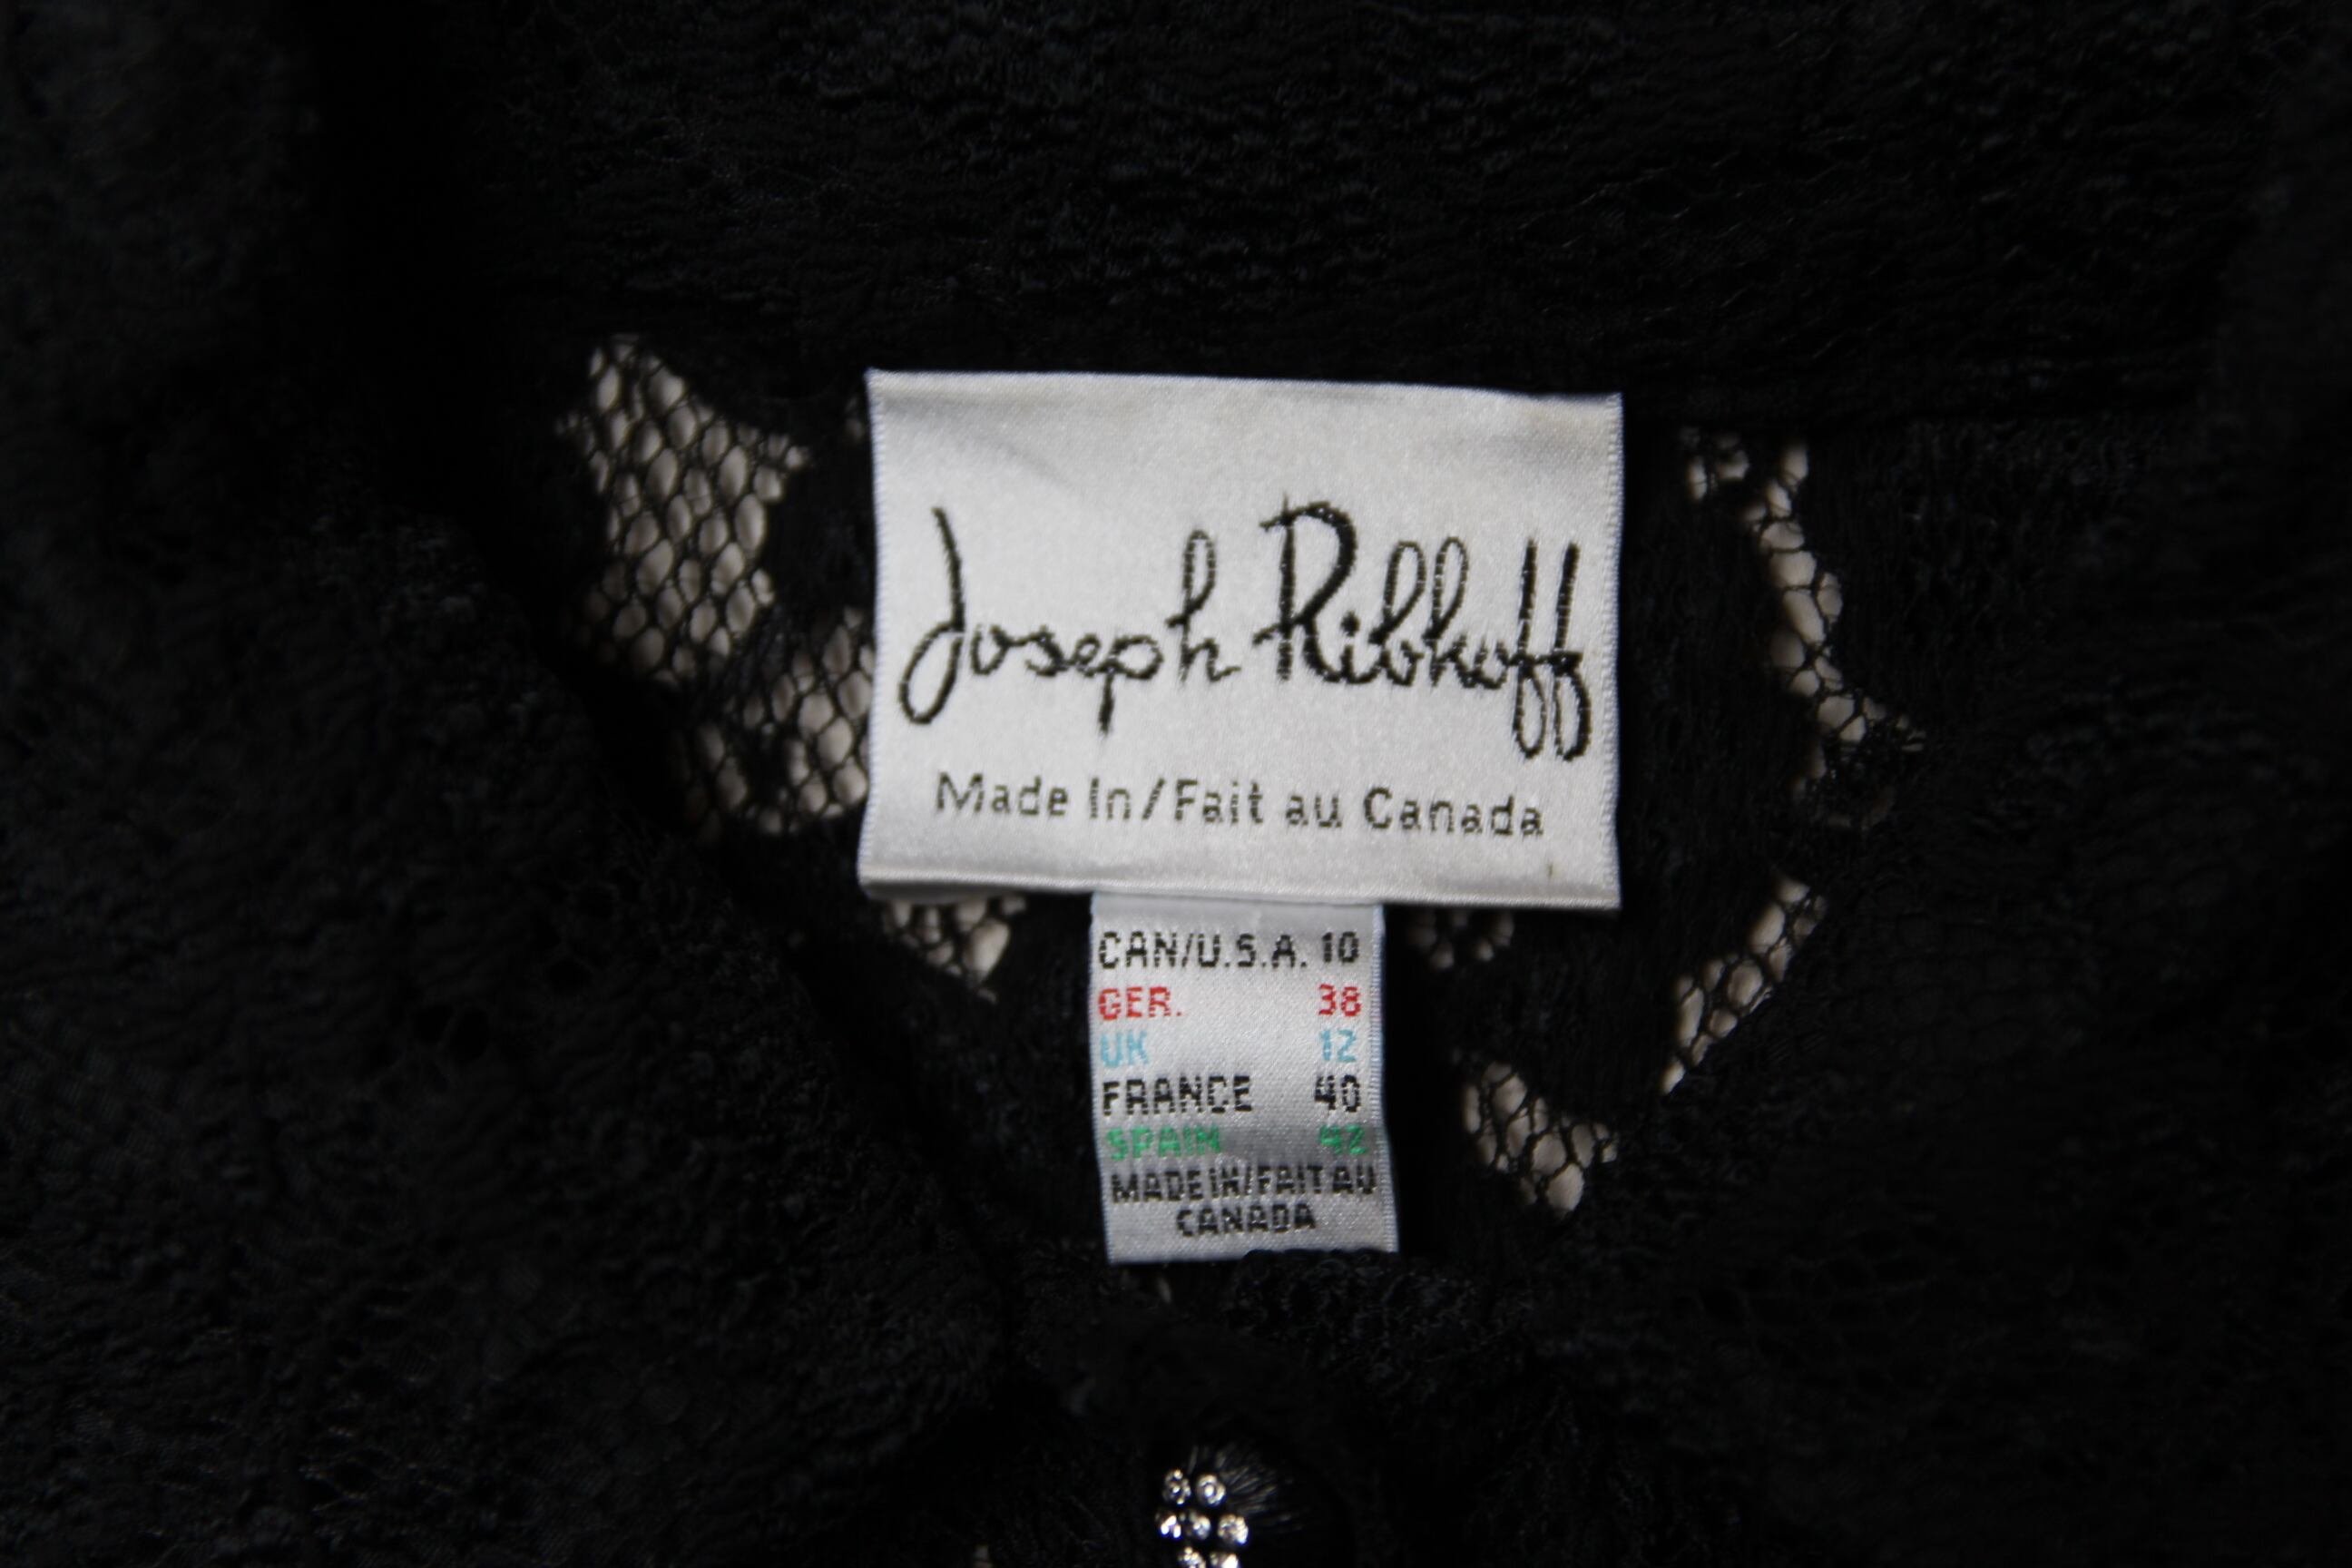 Joseph Ribkoff
Made In/Fait au Canada
CAN/U.S.A. 10
GER. 38
UK 12
FRANCE 40
SPAIN 42
MADE IN/FAIT AU
CANADA